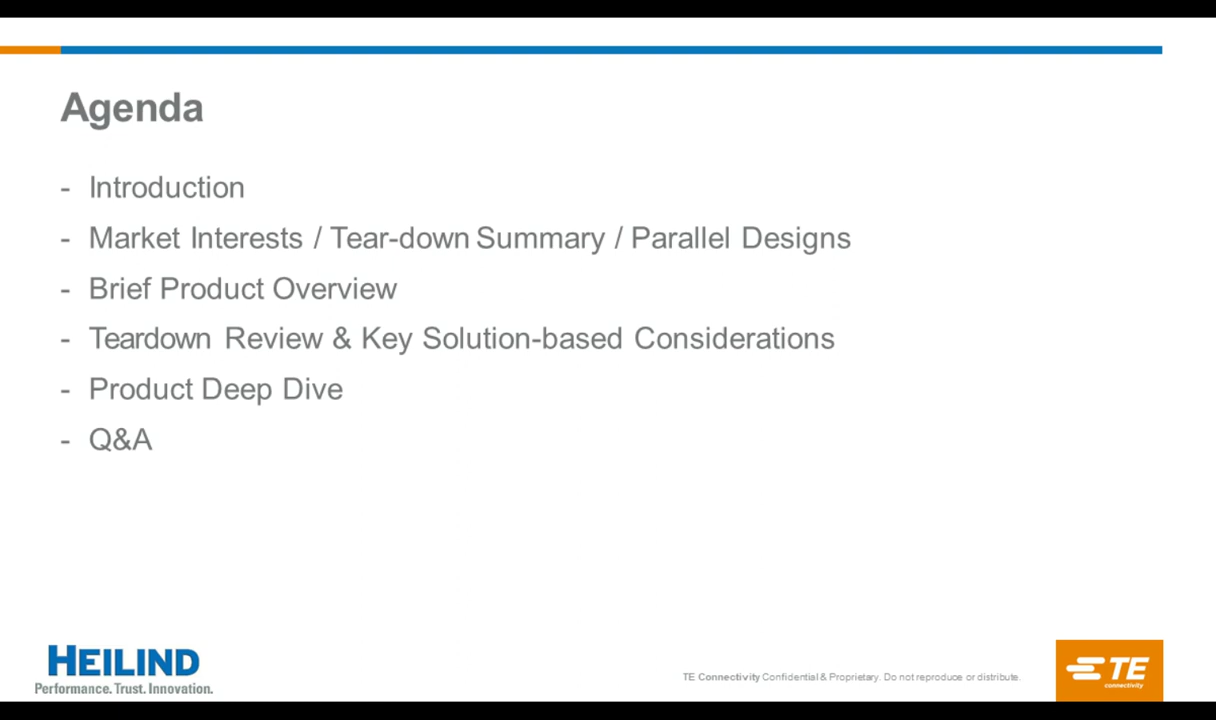 Agenda
- Introduction
- Market Interests / Tear-down Summary / Parallel Designs
- Brief Product Overview
- Teardown Review & Key Solution-based Considerations
- Product Deep Dive
- Q&A
HEILIND
Performance. Trust. Innovation.
TE Connectivity Confidential & Proprietary. Do not reproduce or distribute.
TE
connectivity